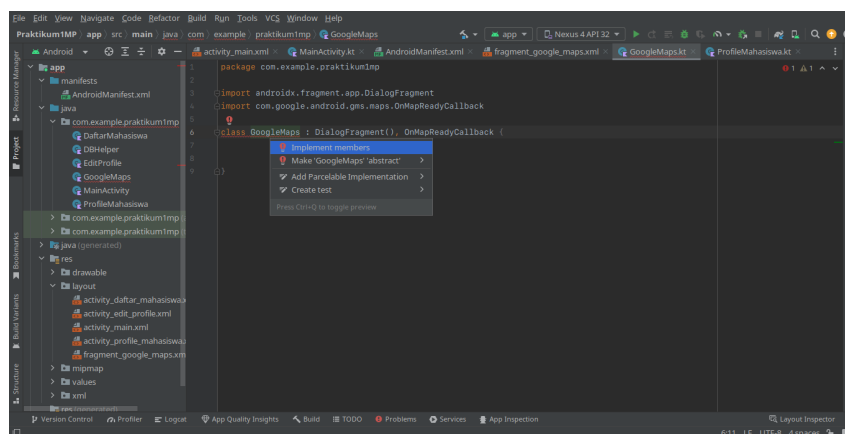 File Edit View Navigate Code Refactor Build Run Tools VCS Window Help
Praktikum1MP app src main java com example praktikum1mp GoogleMaps
app Nexus 4 API 32
Android
activity_main.xml MainActivity.kt AndroidManifest.xml fragment_google_maps.xml GoogleMaps.kt ProfileMahasiswa.kt
Resource Manager
Project
Bookmarks
Build Variants
Structure
app
manifests
AndroidManifest.xml
java
com.example.praktikum1mp
DaftarMahasiswa
DBHelper
EditProfile
GoogleMaps
MainActivity
ProfileMahasiswa
com.example.praktikum1mp
com.example.praktikum1mp
java (generated)
res
drawable
layout
activity_daftar_mahasiswa.x
activity_edit_profile.xml
activity_main.xml
activity_profile_mahasiswa.
fragment_google_maps.xm
mipmap
values
xml
res (generated)
1 package com.example.praktikum1mp
2
3 import androidx.fragment.app.DialogFragment
4 import com.google.android.gms.maps.OnMapReadyCallback
5
6 class GoogleMaps : DialogFragment(), OnMapReadyCallback {
7
8
9 }
1 1
Implement members
Make 'GoogleMaps' 'abstract'
Add Parcelable Implementation
Create test
Press Ctrl+Q to toggle preview
Version Control Profiler Logcat App Quality Insights Build TODO Problems Services App Inspection Layout Inspector
6:11 LF UTF-8 4 spaces